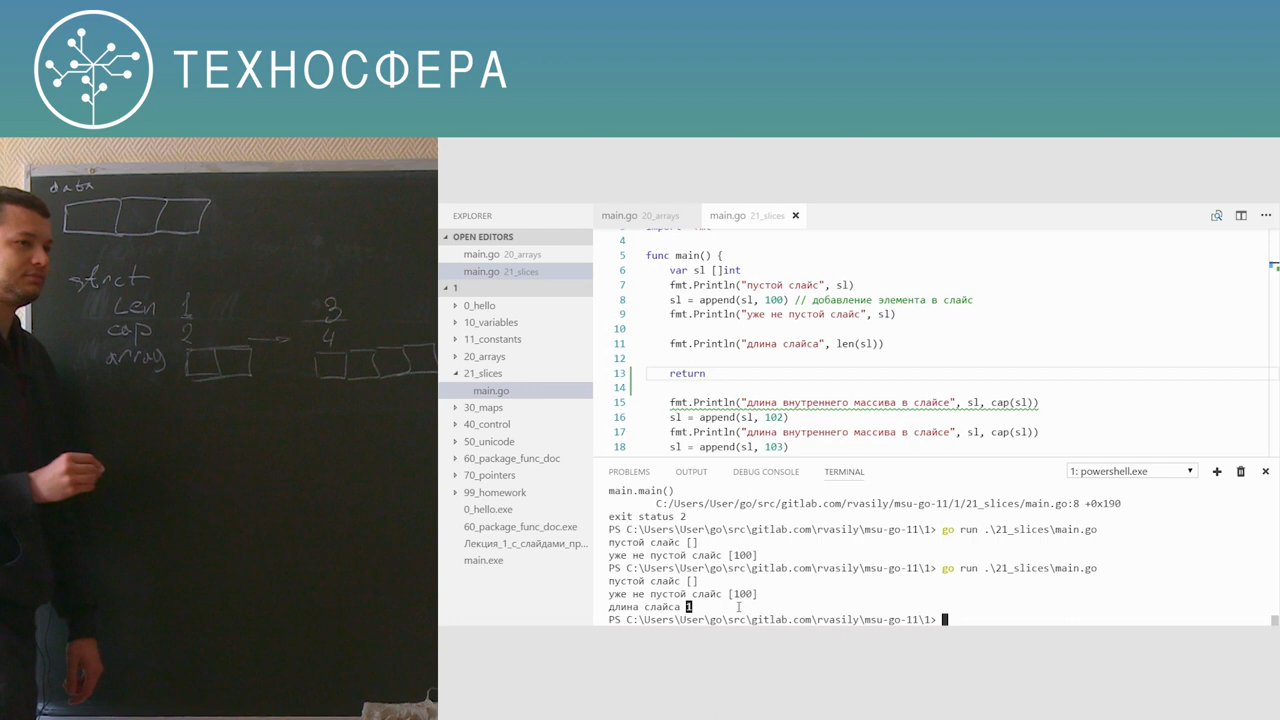 ТЕХНОСФЕРА
data
struct
Len 1 3
cap 2 4
array
EXPLORER
OPEN EDITORS
main.go 20_arrays
main.go 21_slices
1
0_hello
10_variables
11_constants
20_arrays
21_slices
main.go
30_maps
40_control
50_unicode
60_package_func_doc
70_pointers
99_homework
0_hello.exe
60_package_func_doc.exe
Лекция_1_с_слайдами_пр...
main.exe
main.go 20_arrays main.go 21_slices
4
5 func main() {
6 var sl []int
7 fmt.Println("пустой слайс", sl)
8 sl = append(sl, 100) // добавление элемента в слайс
9 fmt.Println("уже не пустой слайс", sl)
10
11 fmt.Println("длина слайса", len(sl))
12
13 return
14
15 fmt.Println("длина внутреннего массива в слайсе", sl, cap(sl))
16 sl = append(sl, 102)
17 fmt.Println("длина внутреннего массива в слайсе", sl, cap(sl))
18 sl = append(sl, 103)
PROBLEMS OUTPUT DEBUG CONSOLE TERMINAL 1: powershell.exe
main.main()
C:/Users/User/go/src/gitlab.com/rvasily/msu-go-11/1/21_slices/main.go:8 +0x190
exit status 2
PS C:\Users\User\go\src\gitlab.com\rvasily\msu-go-11\1> go run .\21_slices\main.go
пустой слайс []
уже не пустой слайс [100]
PS C:\Users\User\go\src\gitlab.com\rvasily\msu-go-11\1> go run .\21_slices\main.go
пустой слайс []
уже не пустой слайс [100]
длина слайса 1
PS C:\Users\User\go\src\gitlab.com\rvasily\msu-go-11\1>